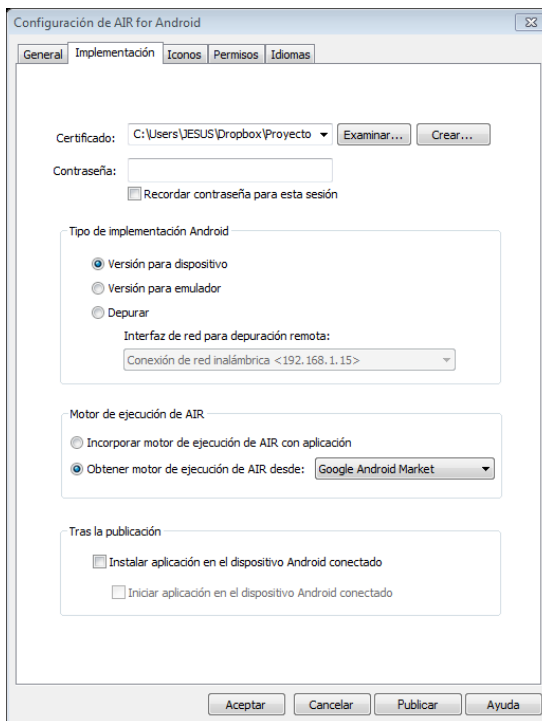 Configuración de AIR for Android
General Implementación Iconos Permisos Idiomas
Certificado: C:\Users\JESUS\Dropbox\Proyecto Examinar... Crear...
Contraseña:
Recordar contraseña para esta sesión
Tipo de implementación Android
Versión para dispositivo
Versión para emulador
Depurar
Interfaz de red para depuración remota:
Conexión de red inalámbrica <192.168.1.15>
Motor de ejecución de AIR
Incorporar motor de ejecución de AIR con aplicación
Obtener motor de ejecución de AIR desde: Google Android Market
Tras la publicación
Instalar aplicación en el dispositivo Android conectado
Iniciar aplicación en el dispositivo Android conectado
Aceptar Cancelar Publicar Ayuda